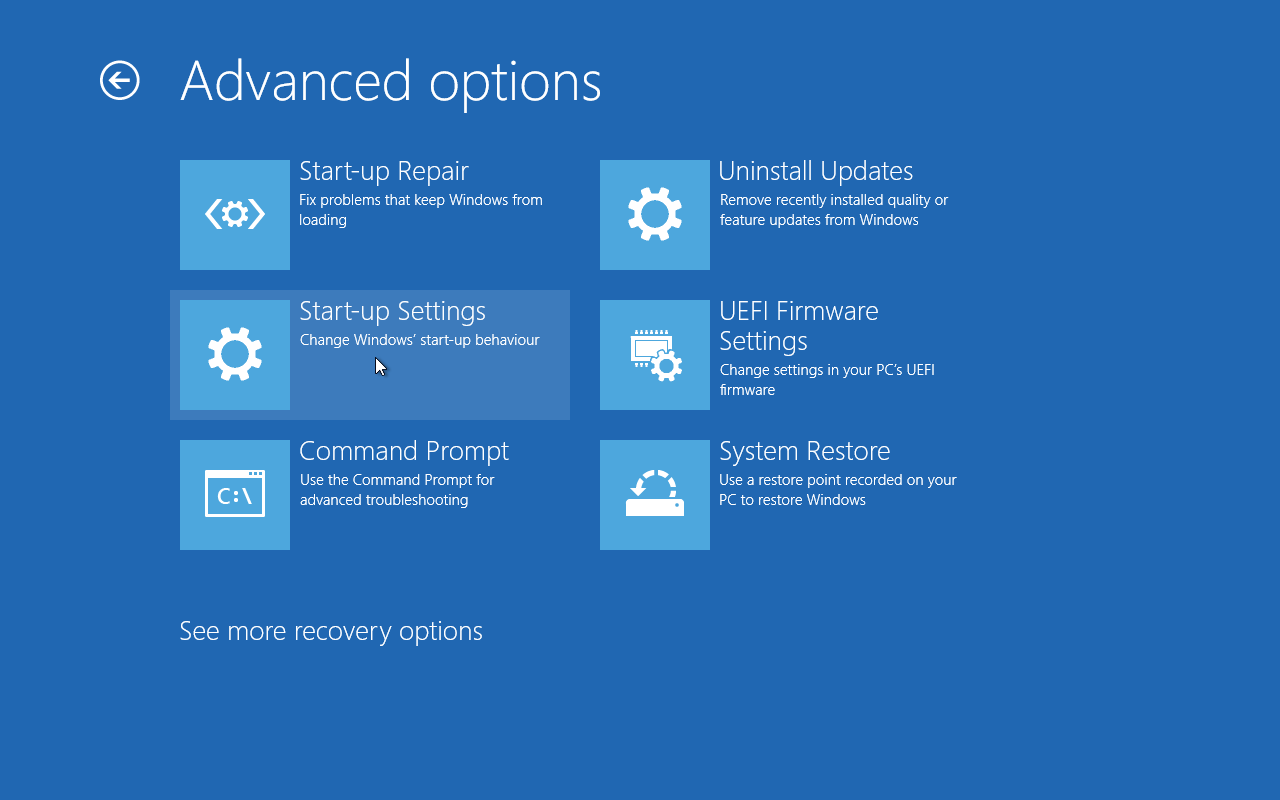 Advanced options
Start-up Repair
Fix problems that keep Windows from
loading
Uninstall Updates
Remove recently installed quality or
feature updates from Windows
Start-up Settings
Change Windows’ start-up behaviour
UEFI Firmware
Settings
Change settings in your PC’s UEFI
firmware
C:\
Command Prompt
Use the Command Prompt for
advanced troubleshooting
System Restore
Use a restore point recorded on your
PC to restore Windows
See more recovery options